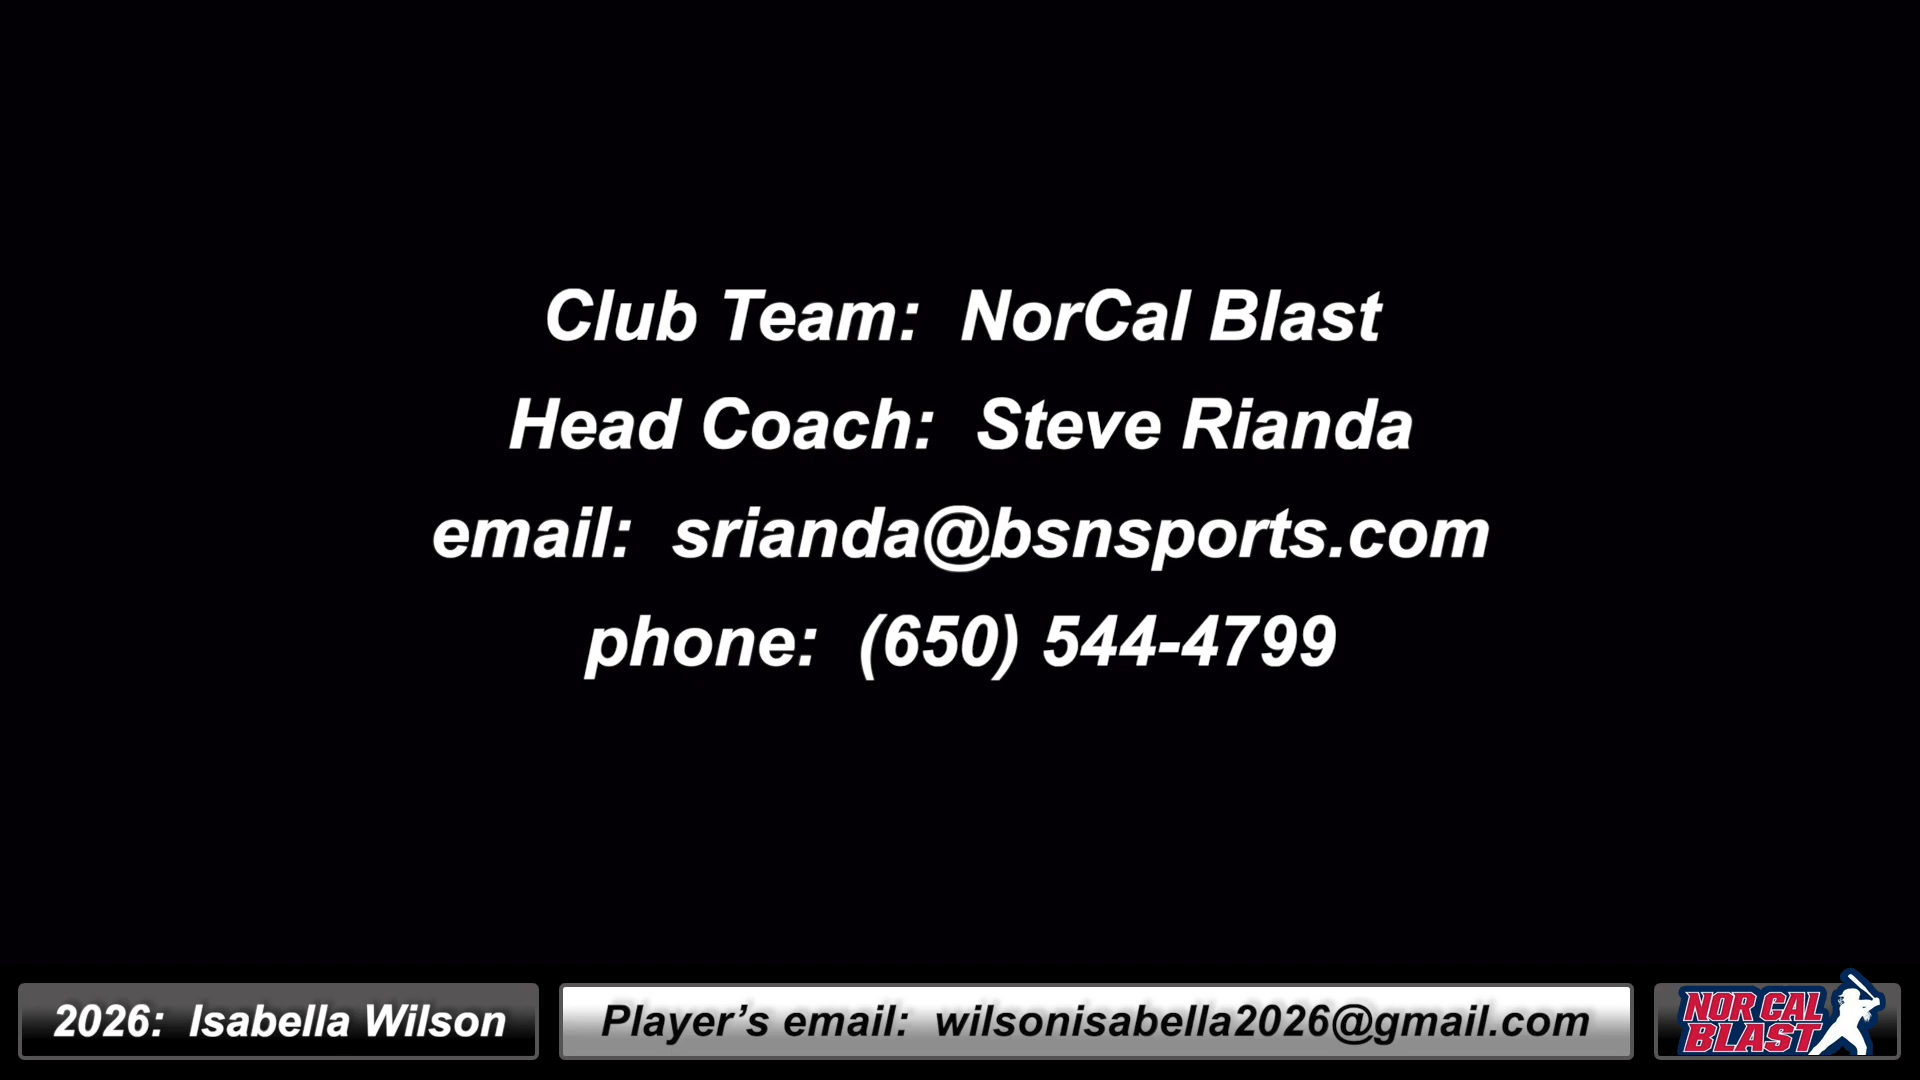 Club Team: NorCal Blast
Head Coach: Steve Rianda
email: srianda@bsnsports.com
phone: (650) 544-4799
2026: Isabella Wilson
Player’s email: wilsonisabella2026@gmail.com
NOR CAL
BLAST